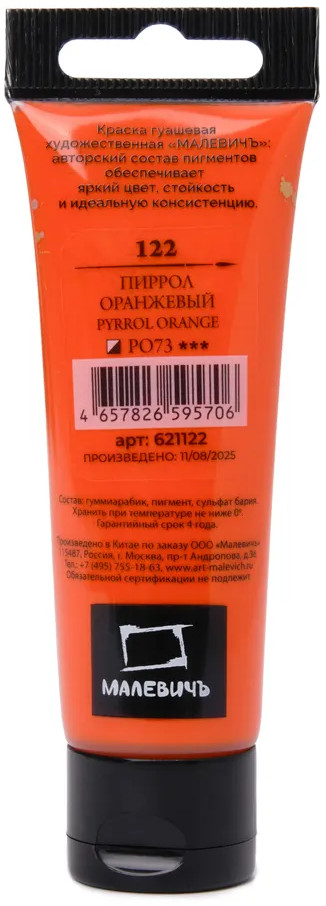 Краска гуашевая
художественная «МАЛЕВИЧЪ»:
авторский состав пигментов
обеспечивает
яркий цвет, стойкость
и идеальную консистенцию.
122
ПИРРОЛ
ОРАНЖЕВЫЙ
PYRROL ORANGE
PO73 ***
4 657826 595706
арт: 621122
ПРОИЗВЕДЕНО: 11/08/2025
Состав: гуммиарабик, пигмент, сульфат бария.
Хранить при температуре не ниже 0°.
Гарантийный срок 4 года.
Произведено в Китае по заказу ООО «Малевичъ»
115487, Россия, г. Москва, пр-т Андропова, д.36
Тел.: +7 (495) 755-18-63, www.art-malevich.ru
Обязательной сертификации не подлежит
МАЛЕВИЧЪ